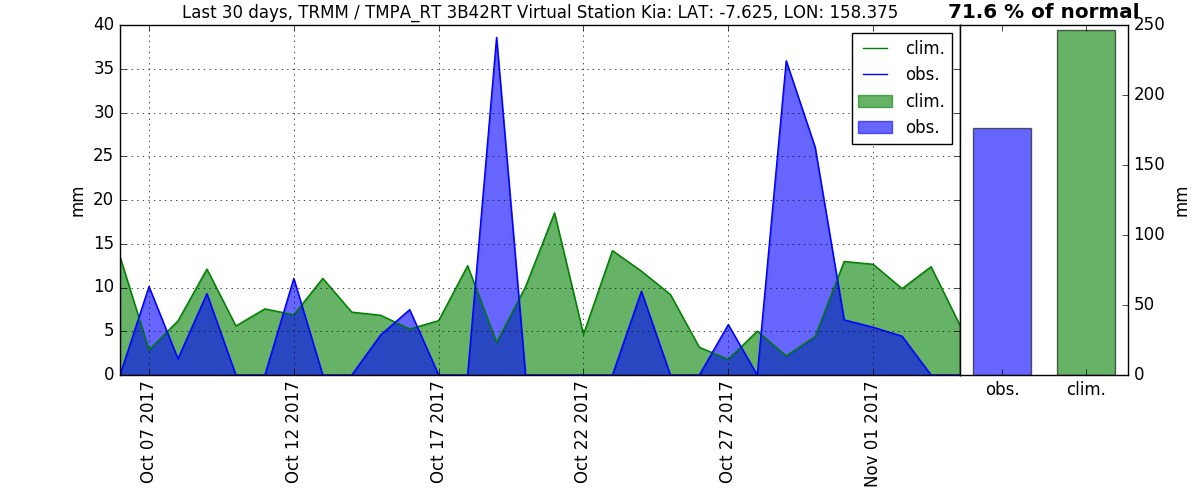 Last 30 days, TRMM / TMPA_RT 3B42RT Virtual Station Kia: LAT: -7.625, LON: 158.375
71.6 % of normal
mm
40
35
30
25
20
15
10
5
0
clim.
obs.
clim.
obs.
Oct 07 2017
Oct 12 2017
Oct 17 2017
Oct 22 2017
Oct 27 2017
Nov 01 2017
250
200
150
100
50
0
mm
obs.
clim.